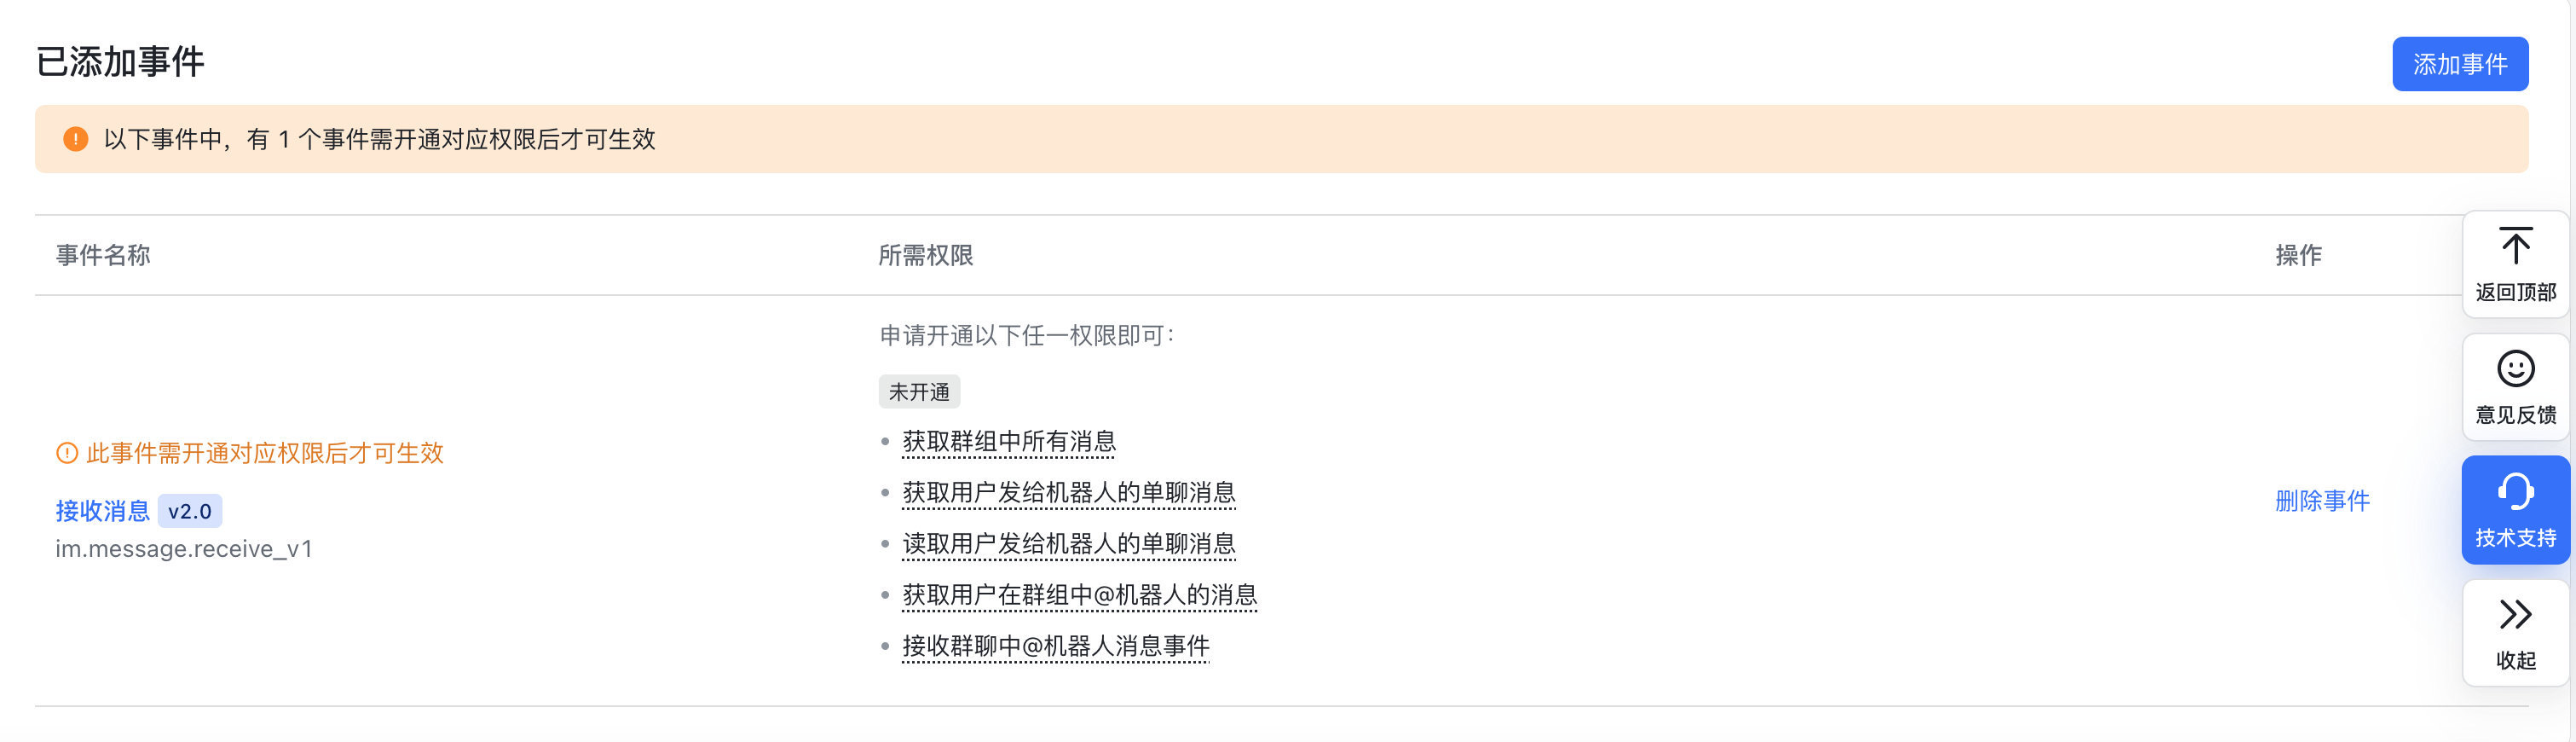 已添加事件
添加事件
以下事件中，有 1 个事件需开通对应权限后才可生效
事件名称
所需权限
操作
申请开通以下任一权限即可：
未开通
获取群组中所有消息
获取用户发给机器人的单聊消息
读取用户发给机器人的单聊消息
获取用户在群组中@机器人的消息
接收群聊中@机器人消息事件
此事件需开通对应权限后才可生效
接收消息 v2.0
im.message.receive_v1
删除事件
返回顶部
意见反馈
技术支持
收起